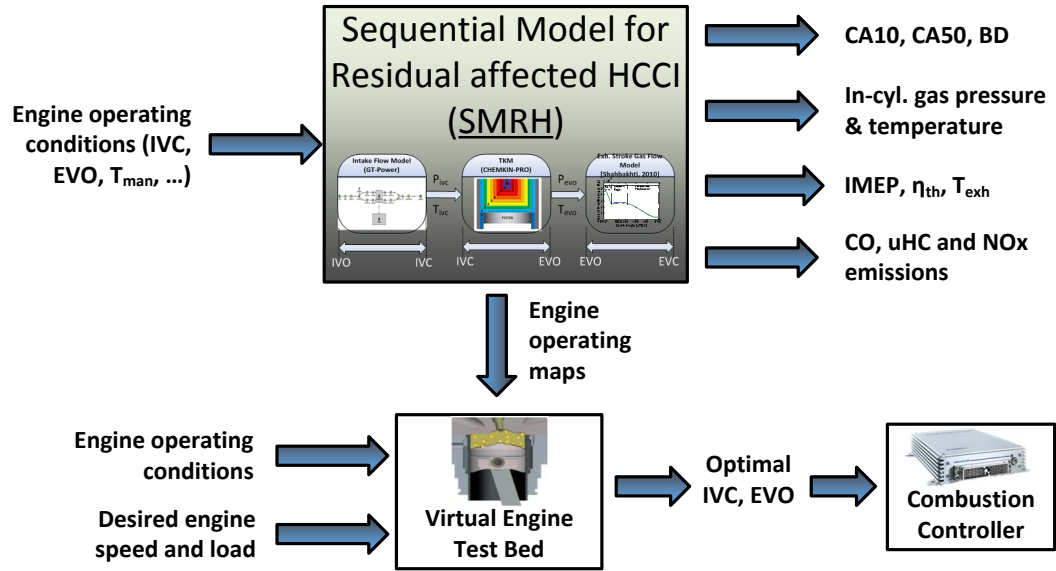 Sequential Model for
Residual affected HCCI
(SMRH)
Engine operating
conditions (IVC,
EVO, Tman, ...)
Intake Flow Model
(GT-Power)
Pivc
Tivc
TKM
(CHEMKIN-PRO)
PISTON
Pevo
Tevo
Exh. Stroke Gas Flow
Model
(Shahbakhti, 2010)
IVO
IVC
IVC
EVO
EVO
EVC
CA10, CA50, BD
In-cyl. gas pressure
& temperature
IMEP, ηth, Texh
CO, uHC and NOx
emissions
Engine
operating
maps
Engine operating
conditions
Desired engine
speed and load
Virtual Engine
Test Bed
Optimal
IVC, EVO
Combustion
Controller